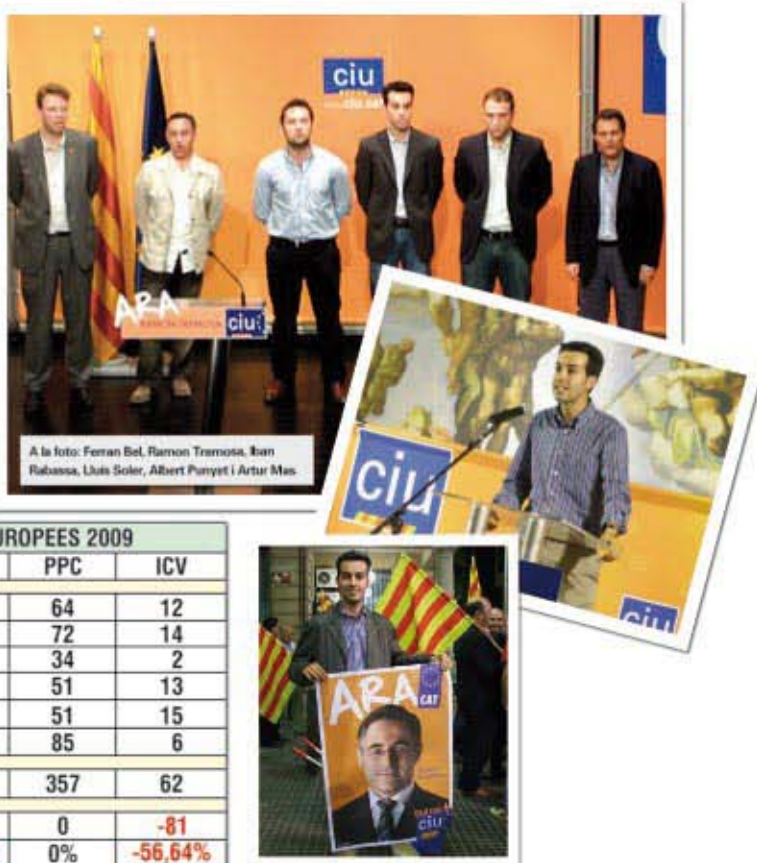 ciu
ARA
RAMON TREMOSA
ciu
A la foto: Ferran Bel, Ramon Tremosa, Iban
Rabassa, Lluís Soler, Albert Punyet i Artur Mas
ciu
ciu
UROPEES 2009
PPC ICV
64 12
72 14
34 2
51 13
51 15
85 6
357 62
0 -81
0% -56,64%
ARA
CAT
ciu